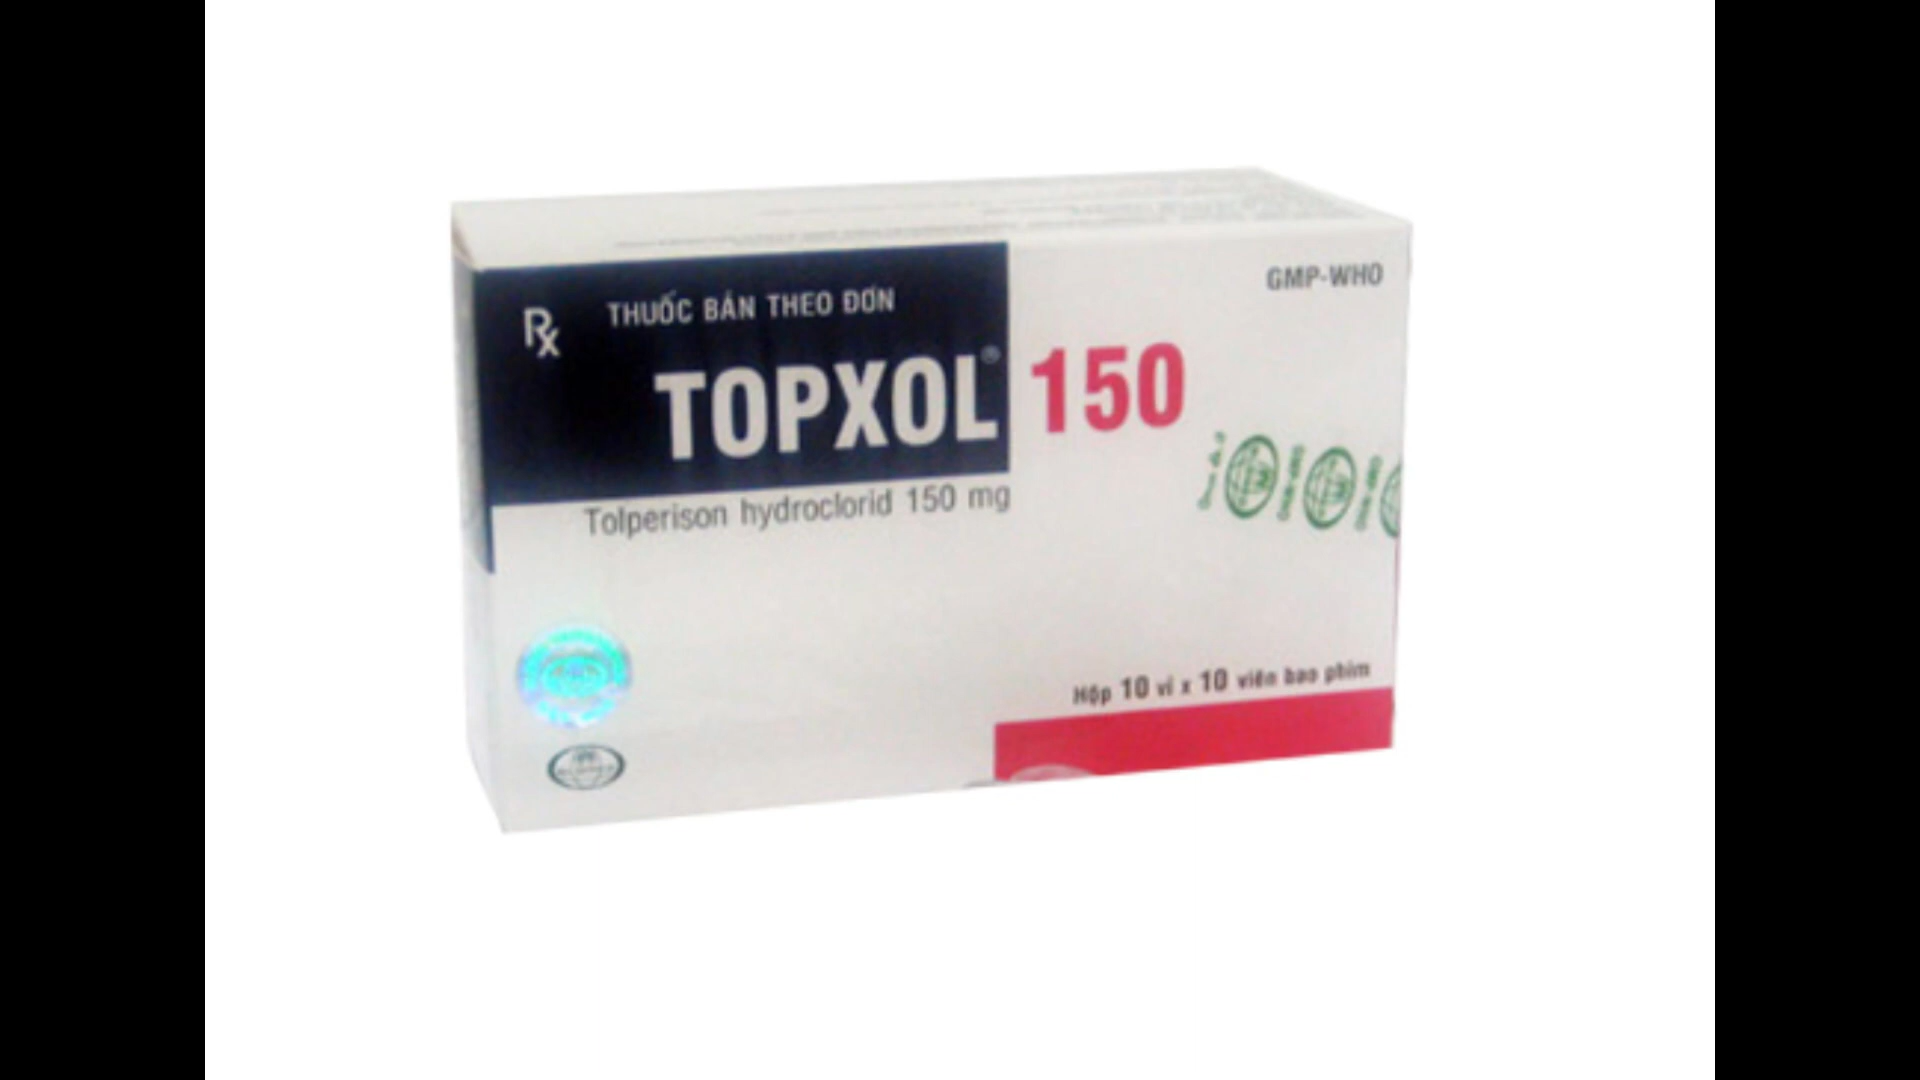 Rx THUỐC BÁN THEO ĐƠN
GMP-WHO
TOPXOL® 150
Tolperison hydroclorid 150 mg
Hộp 10 vỉ x 10 viên bao phim